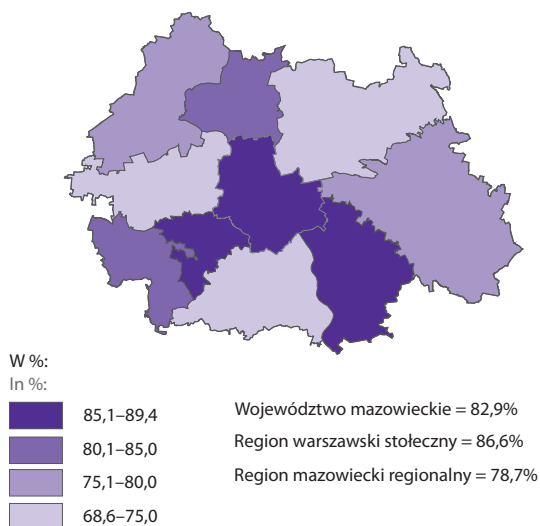 W %:
In %:
85,1–89,4
80,1–85,0
75,1–80,0
68,6–75,0
Województwo mazowieckie = 82,9%
Region warszawski stołeczny = 86,6%
Region mazowiecki regionalny = 78,7%